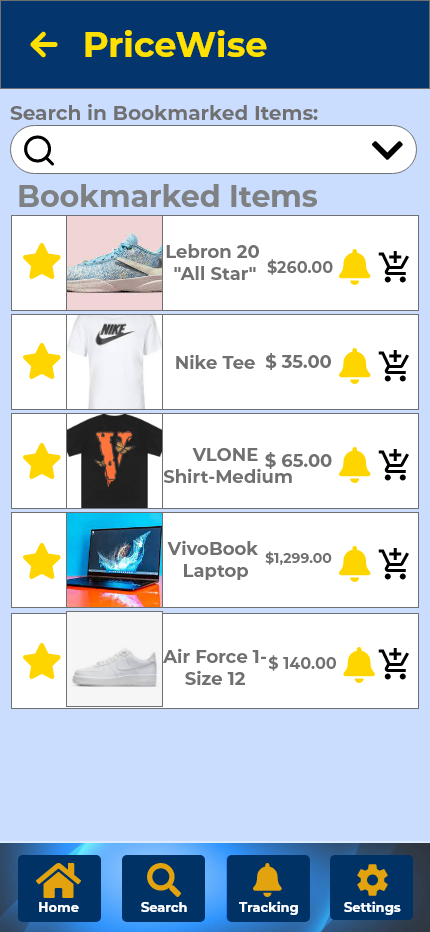 PriceWise
Search in Bookmarked Items:
Bookmarked Items
Lebron 20
"All Star"
$260.00
NIKE
Nike Tee
$ 35.00
V
VLONE
Shirt-Medium
$ 65.00
VivoBook
Laptop
$1,299.00
Air Force 1-
Size 12
$ 140.00
Home
Search
Tracking
Settings